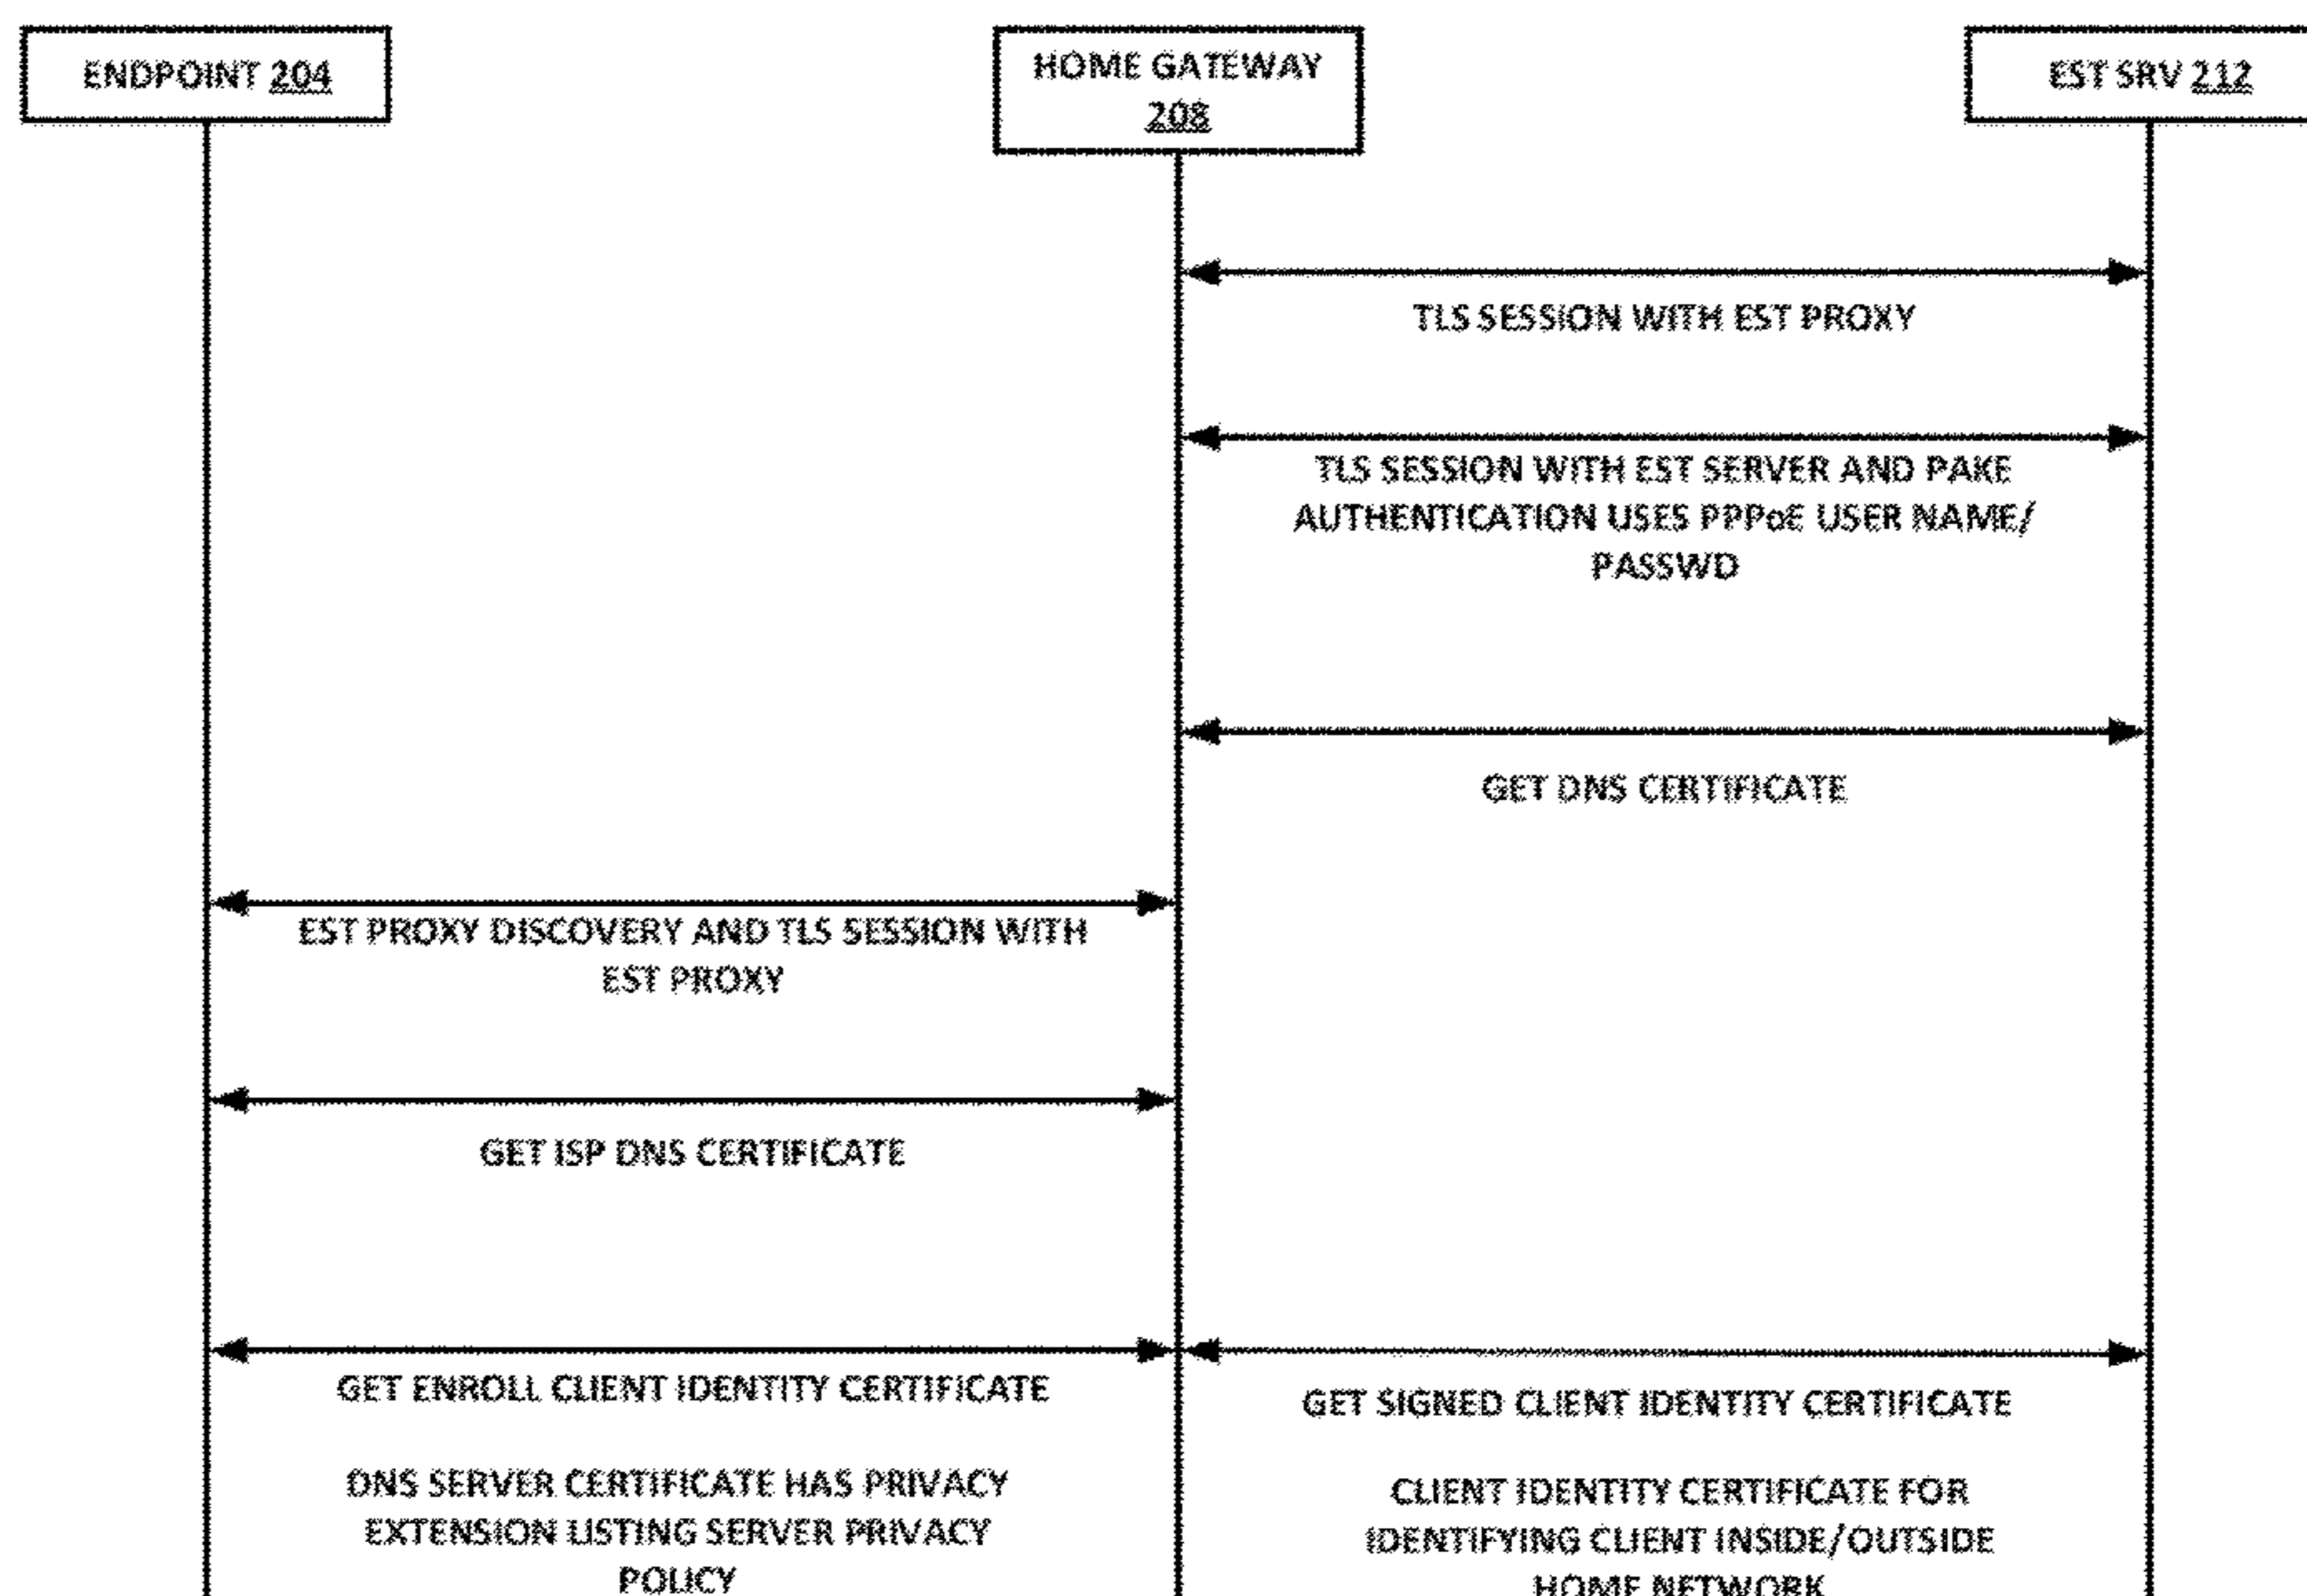 ENDPOINT 204
HOME GATEWAY
208
EST SRV 212
TLS SESSION WITH EST PROXY
TLS SESSION WITH EST SERVER AND PAKE
AUTHENTICATION USES PPPoE USER NAME/
PASSWD
GET DNS CERTIFICATE
EST PROXY DISCOVERY AND TLS SESSION WITH
EST PROXY
GET ISP DNS CERTIFICATE
GET ENROLL CLIENT IDENTITY CERTIFICATE
GET SIGNED CLIENT IDENTITY CERTIFICATE
DNS SERVER CERTIFICATE HAS PRIVACY
EXTENSION LISTING SERVER PRIVACY
POLICY
CLIENT IDENTITY CERTIFICATE FOR
IDENTIFYING CLIENT INSIDE/OUTSIDE
HOME NETWORK